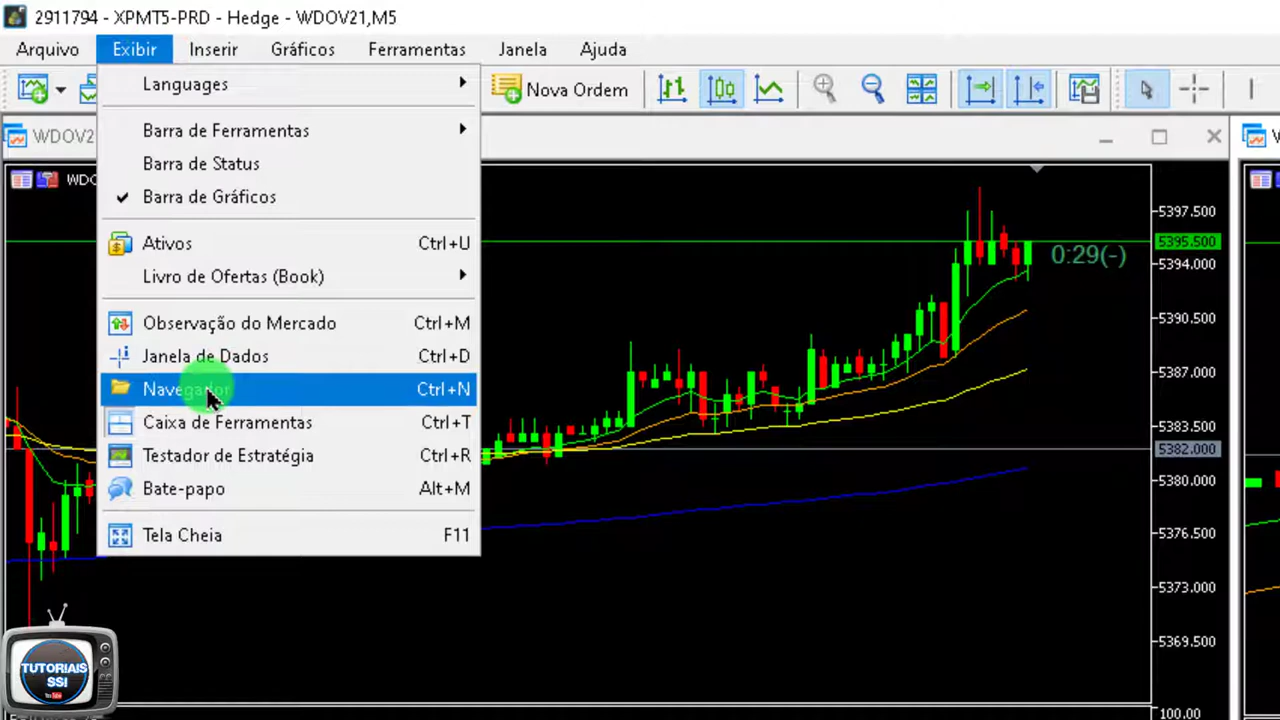 2911794 - XPMT5-PRD - Hedge - WDOV21,M5
Arquivo Exibir Inserir Gráficos Ferramentas Janela Ajuda
Nova Ordem
Languages
Barra de Ferramentas
Barra de Status
Barra de Gráficos
Ativos Ctrl+U
Livro de Ofertas (Book)
Observação do Mercado Ctrl+M
Janela de Dados Ctrl+D
Navegador Ctrl+N
Caixa de Ferramentas Ctrl+T
Testador de Estratégia Ctrl+R
Bate-papo Alt+M
Tela Cheia F11
WDOV2
WDO
0:29(-)
5397.500
5395.500
5394.000
5390.500
5387.000
5383.500
5382.000
5380.000
5376.500
5373.000
5369.500
100.00
TUTORIAIS
SSI